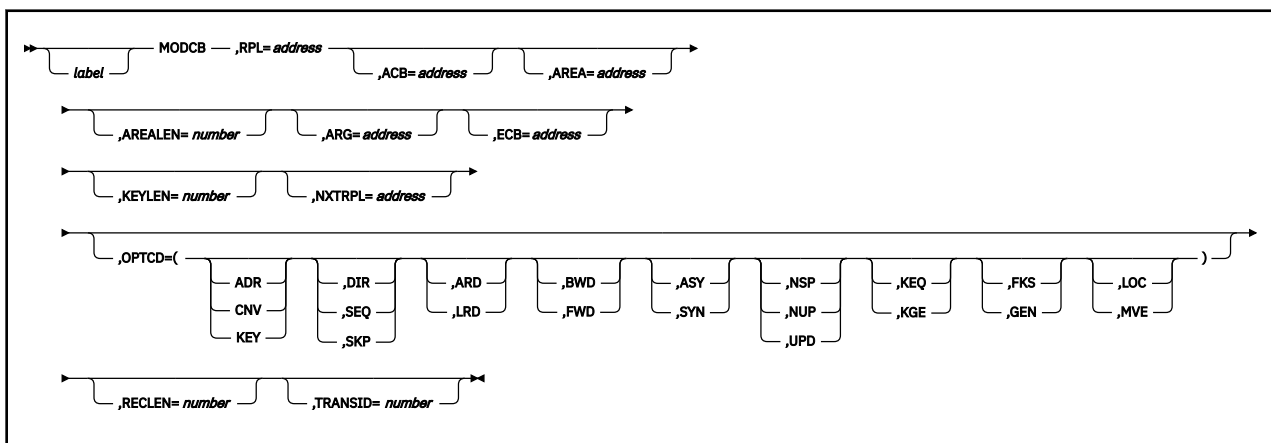 MODCB ,RPL= address
label ,ACB= address ,AREA= address
,AREALEN= number ,ARG= address ,ECB= address
,KEYLEN= number ,NXTRPL= address
,OPTCD=( )
ADR ,DIR ,ARD ,BWD ,ASY ,NSP ,KEQ ,FKS ,LOC
CNV ,SEQ ,LRD ,FWD ,SYN ,NUP ,KGE ,GEN ,MVE
KEY ,SKP ,UPD
,RECLEN= number ,TRANSID= number